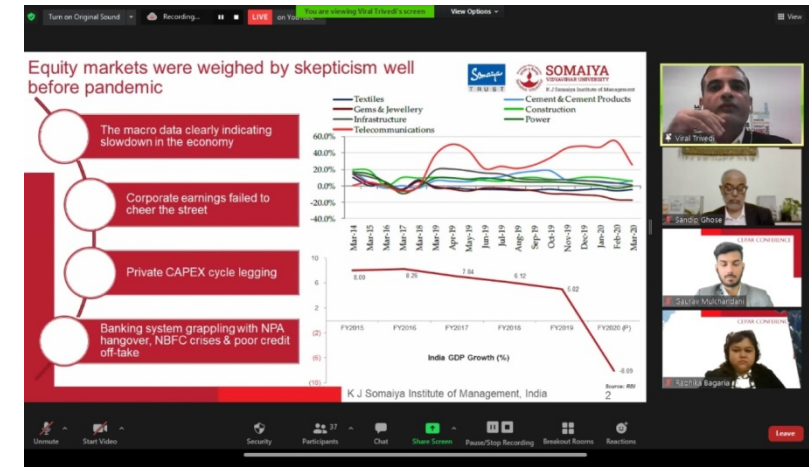 Turn on Original Sound
Recording...
LIVE
on YouTube
You are viewing Viral Trivedi's screen
View Options
View
Equity markets were weighed by skepticism well
before pandemic
Somaiya
TRUST
SOMAIYA
VIDYAVIHAR UNIVERSITY
K J Somaiya Institute of Management
The macro data clearly indicating
slowdown in the economy
Corporate earnings failed to
cheer the street
Private CAPEX cycle legging
Banking system grappling with NPA
hangover, NBFC crises & poor credit
off-take
Textiles
Gems & Jewellery
Infrastructure
Telecommunications
Cement & Cement Products
Construction
Power
60.0%
40.0%
20.0%
0.0%
-20.0%
-40.0%
Mar-14
Mar-15
Mar-16
Mar-17
Mar-18
Mar-19
Apr-19
May-19
Jun-19
Jul-19
Aug-19
Sep-19
Oct-19
Nov-19
Dec-19
Jan-20
Feb-20
Mar-20
10
6
2
(2)
(6)
(10)
8.00
8.26
7.04
6.12
5.02
-8.09
FY2015
FY2016
FY2017
FY2018
FY2019
FY2020 (P)
India GDP Growth (%)
Source: RBI
K J Somaiya Institute of Management, India
2
Viral Trivedi
Sandip Ghose
CEFAR CONFERENCE
Saurav Mulchandani
CEFAR CONFERENCE
Radhika Bagaria
Unmute
Start Video
Security
Participants
37
Chat
Share Screen
Pause/Stop Recording
Breakout Rooms
Reactions
Leave